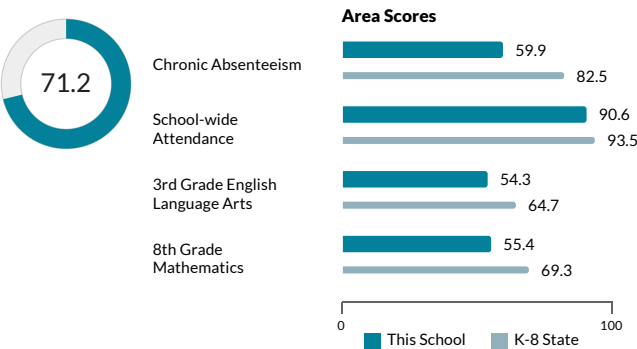 Area Scores
71.2
Chronic Absenteeism
59.9
82.5
School-wide
Attendance
90.6
93.5
3rd Grade English
Language Arts
54.3
64.7
8th Grade
Mathematics
55.4
69.3
0
100
This School
K-8 State